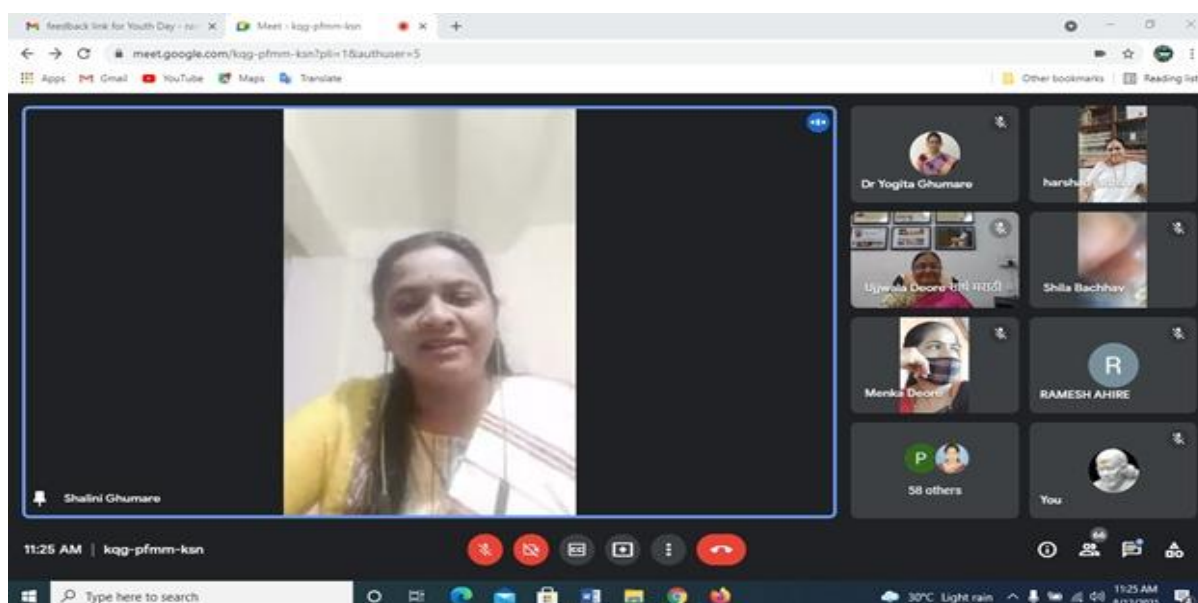 feedback link for Youth Day -
Meet - kqg-pfmm-ksn
meet.google.com/kqg-pfmm-ksn?pli=1&authuser=5
Apps Gmail YouTube Maps Translate
Other bookmarks Reading list
Dr Yogita Ghumare
Ujwala Deore
Shila Bachhav
Menka Deore
R
RAMESH AHIRE
P
58 others
You
Shalini Ghumare
11:25 AM | kqg-pfmm-ksn
66
Type here to search
30°C Light rain
11:25 AM